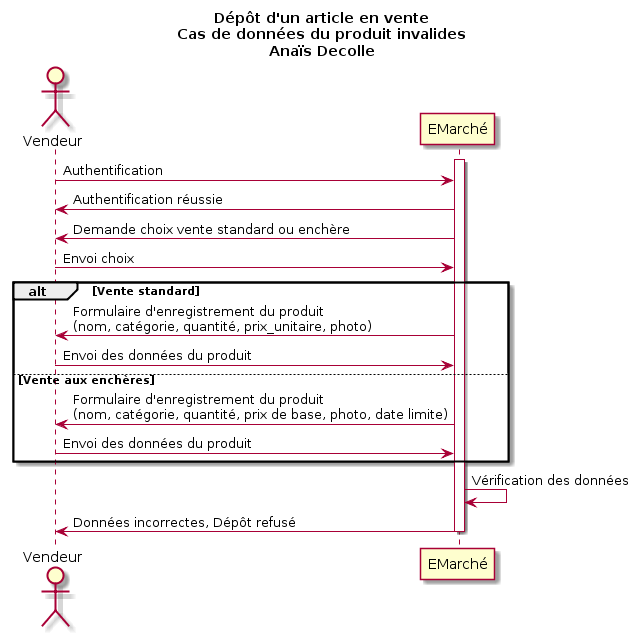 Dépôt d'un article en vente
Cas de données du produit invalides
Anaïs Decolle
Vendeur
EMarché
Authentification
Authentification réussie
Demande choix vente standard ou enchère
Envoi choix
alt
[Vente standard]
Formulaire d'enregistrement du produit
(nom, catégorie, quantité, prix_unitaire, photo)
Envoi des données du produit
[Vente aux enchères]
Formulaire d'enregistrement du produit
(nom, catégorie, quantité, prix de base, photo, date limite)
Envoi des données du produit
Vérification des données
Données incorrectes, Dépôt refusé
Vendeur
EMarché